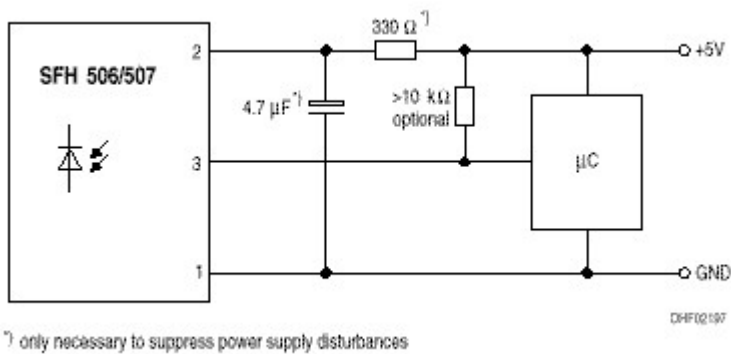 330 Ω *)
2
+5V
SFH 506/507
4.7 µF *)
>10 kΩ
optional
3
µC
1
GND
DHF02197
*) only necessary to suppress power supply disturbances